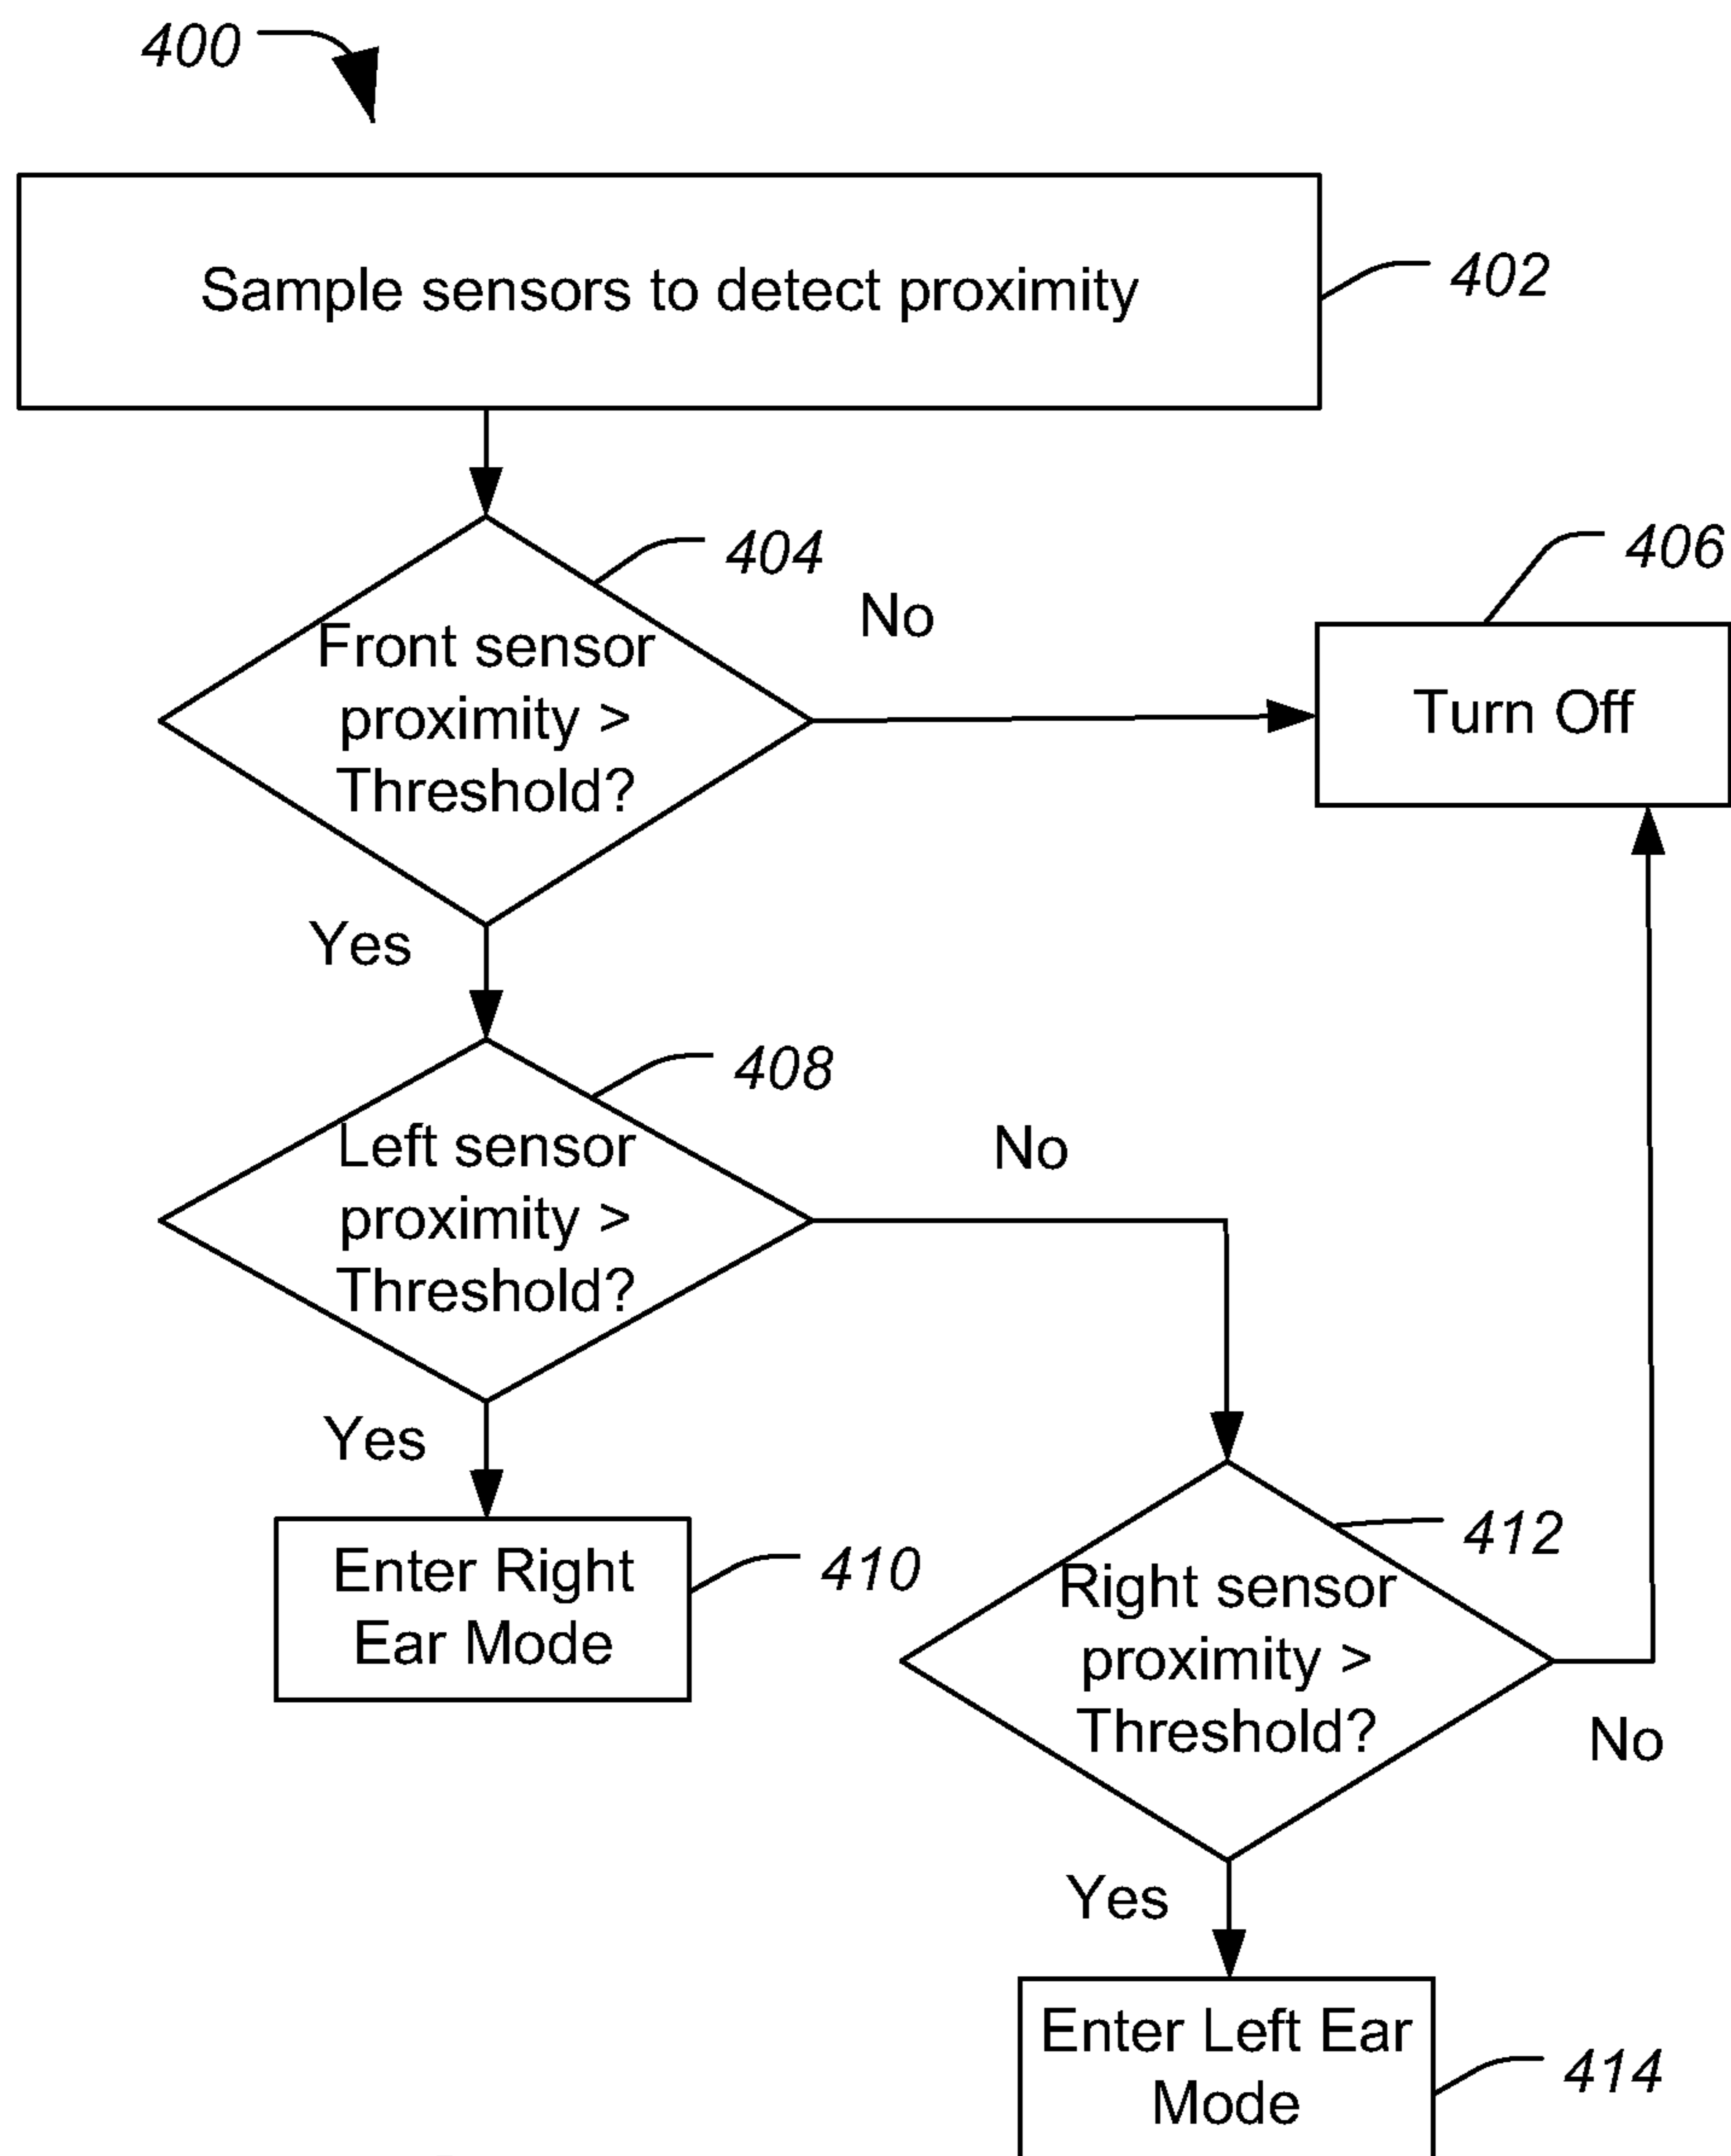 400
Sample sensors to detect proximity
402
404
Front sensor
proximity >
Threshold?
No
406
Turn Off
Yes
408
Left sensor
proximity >
Threshold?
No
Yes
Enter Right
Ear Mode
410
412
Right sensor
proximity >
Threshold?
No
Yes
Enter Left Ear
Mode
414